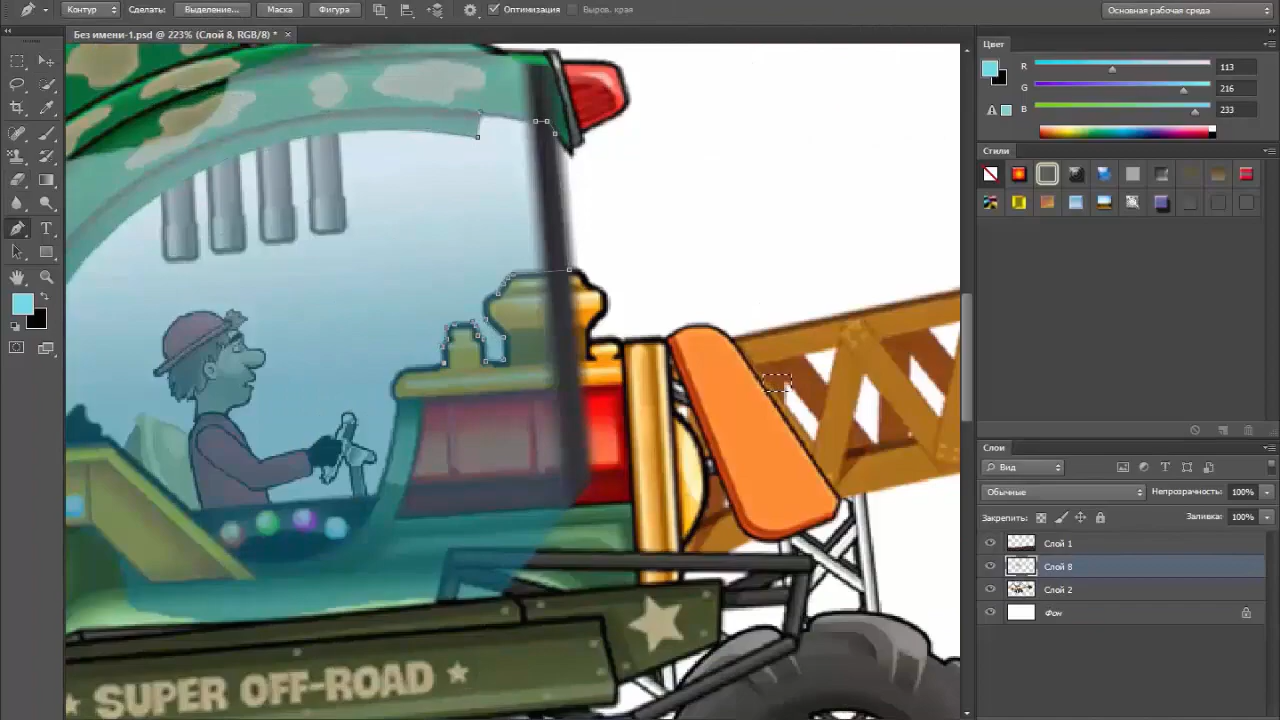 Контур Сделать: Выделение... Маска Фигура Оптимизация Выров. края Основная рабочая среда
Без имени-1.psd @ 223% (Слой 8, RGB/8) * ×
Цвет
R 113
G 216
B 233
Стили
Слои
Вид
Обычные Непрозрачность: 100%
Закрепить: Заливка: 100%
Слой 1
Слой 8
Слой 2
Фон
SUPER OFF-ROAD